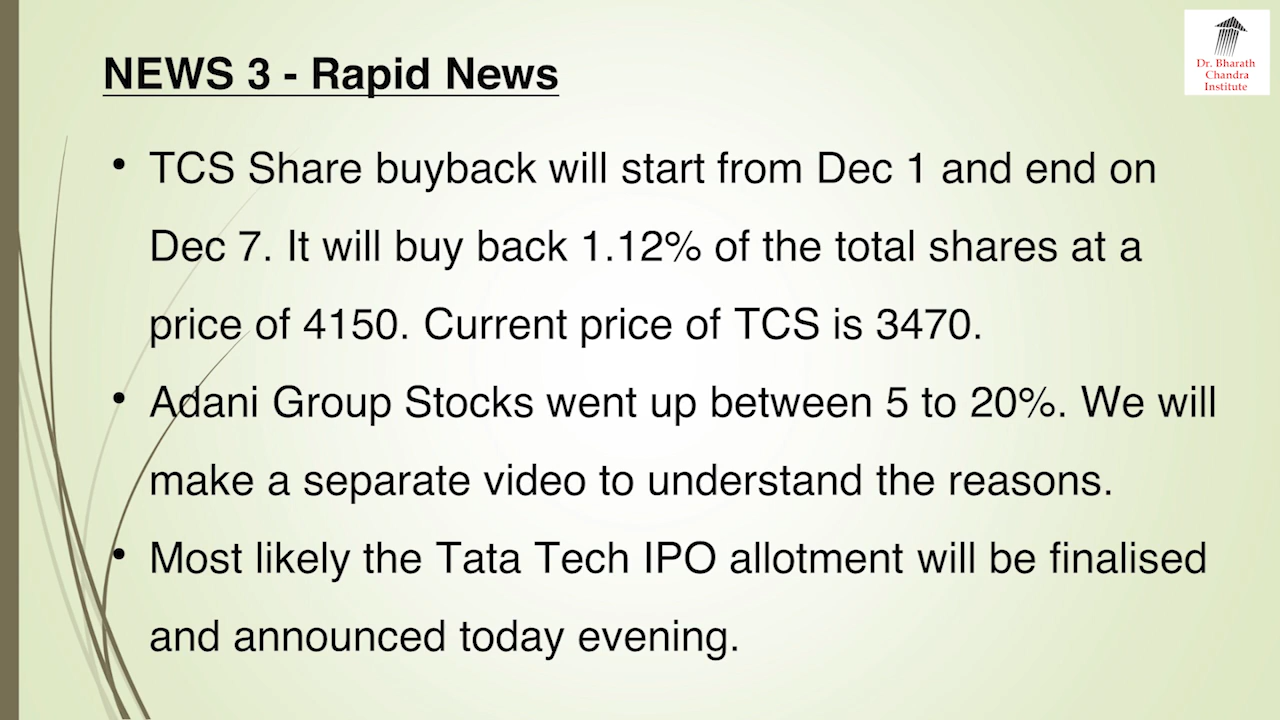 NEWS 3 - Rapid News
Dr. Bharath
Chandra
Institute
• TCS Share buyback will start from Dec 1 and end on
Dec 7. It will buy back 1.12% of the total shares at a
price of 4150. Current price of TCS is 3470.
• Adani Group Stocks went up between 5 to 20%. We will
make a separate video to understand the reasons.
• Most likely the Tata Tech IPO allotment will be finalised
and announced today evening.